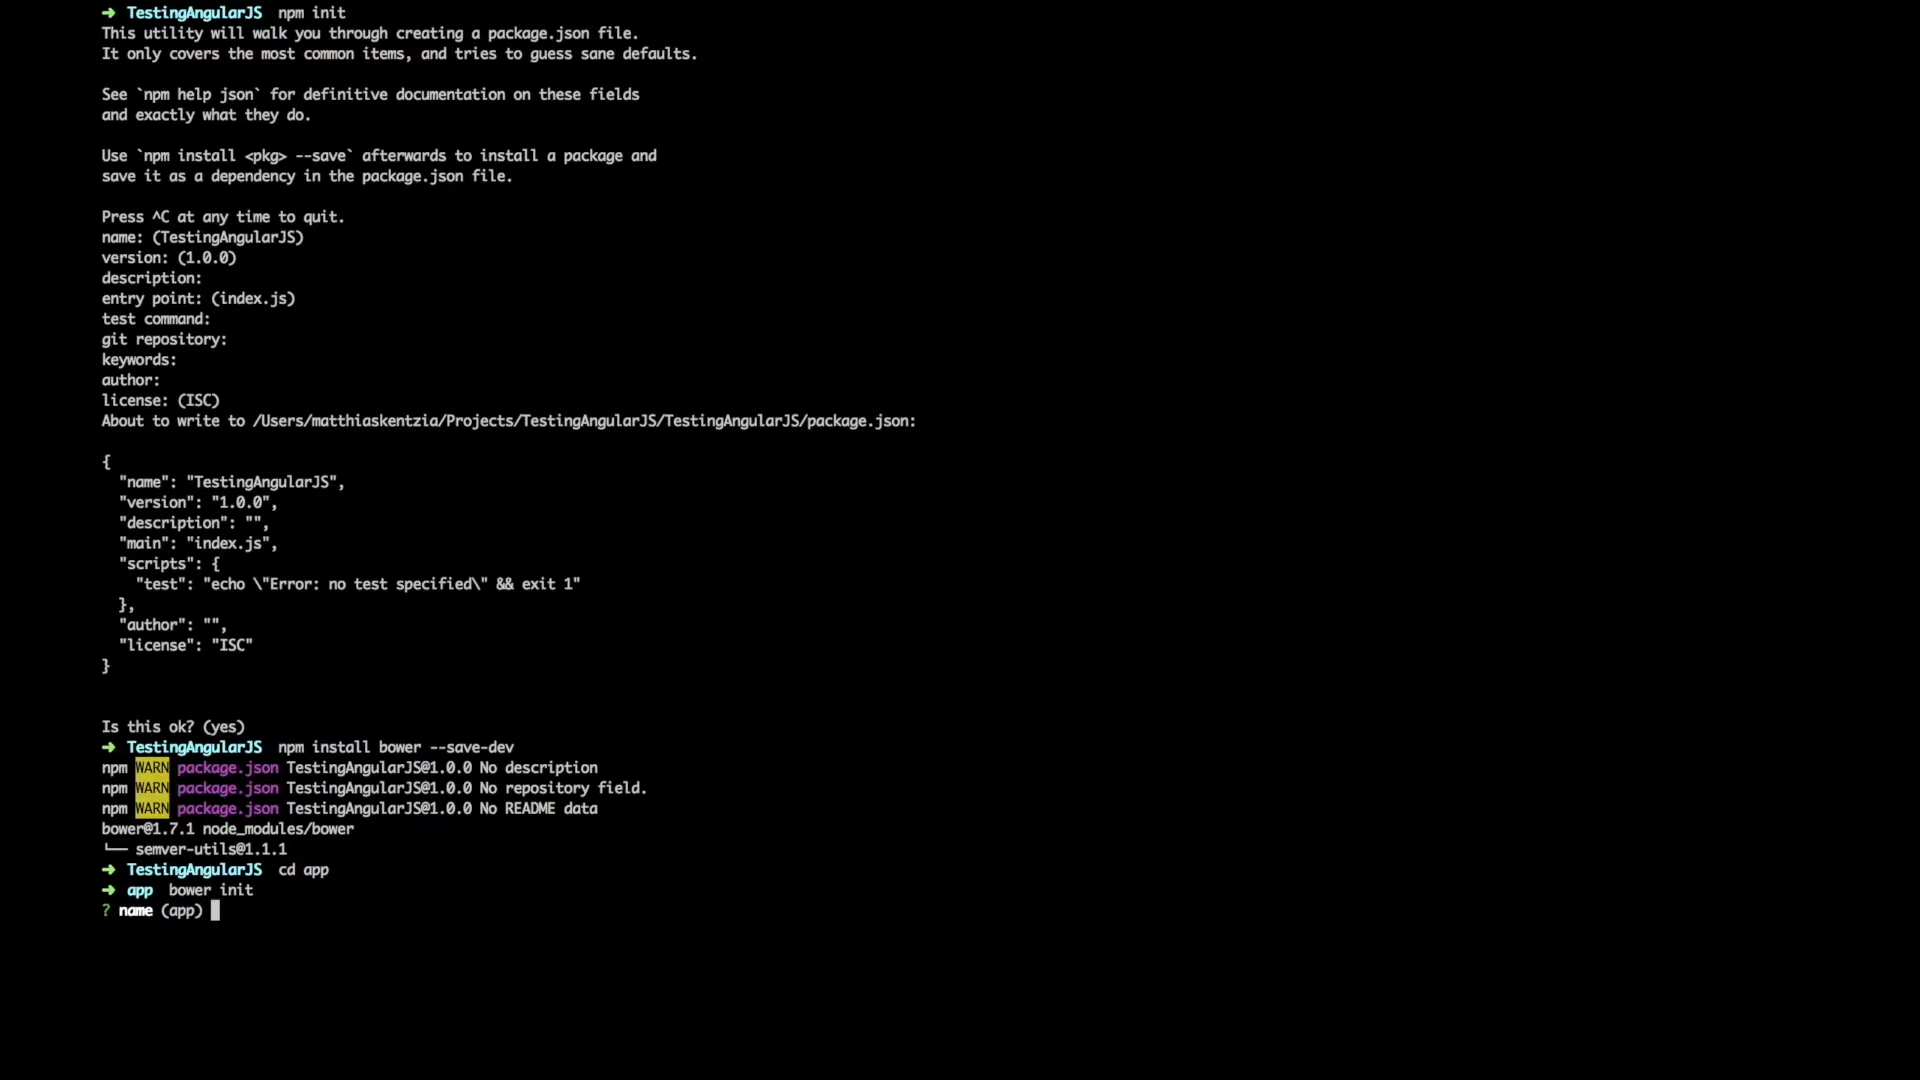 ➜ TestingAngularJS npm init
This utility will walk you through creating a package.json file.
It only covers the most common items, and tries to guess sane defaults.
See `npm help json` for definitive documentation on these fields
and exactly what they do.
Use `npm install <pkg> --save` afterwards to install a package and
save it as a dependency in the package.json file.
Press ^C at any time to quit.
name: (TestingAngularJS)
version: (1.0.0)
description:
entry point: (index.js)
test command:
git repository:
keywords:
author:
license: (ISC)
About to write to /Users/matthiaskentzia/Projects/TestingAngularJS/TestingAngularJS/package.json:
{
  "name": "TestingAngularJS",
  "version": "1.0.0",
  "description": "",
  "main": "index.js",
  "scripts": {
    "test": "echo \"Error: no test specified\" && exit 1"
  },
  "author": "",
  "license": "ISC"
}
Is this ok? (yes)
➜ TestingAngularJS npm install bower --save-dev
npm WARN package.json TestingAngularJS@1.0.0 No description
npm WARN package.json TestingAngularJS@1.0.0 No repository field.
npm WARN package.json TestingAngularJS@1.0.0 No README data
bower@1.7.1 node_modules/bower
└── semver-utils@1.1.1
➜ TestingAngularJS cd app
➜ app bower init
? name (app)